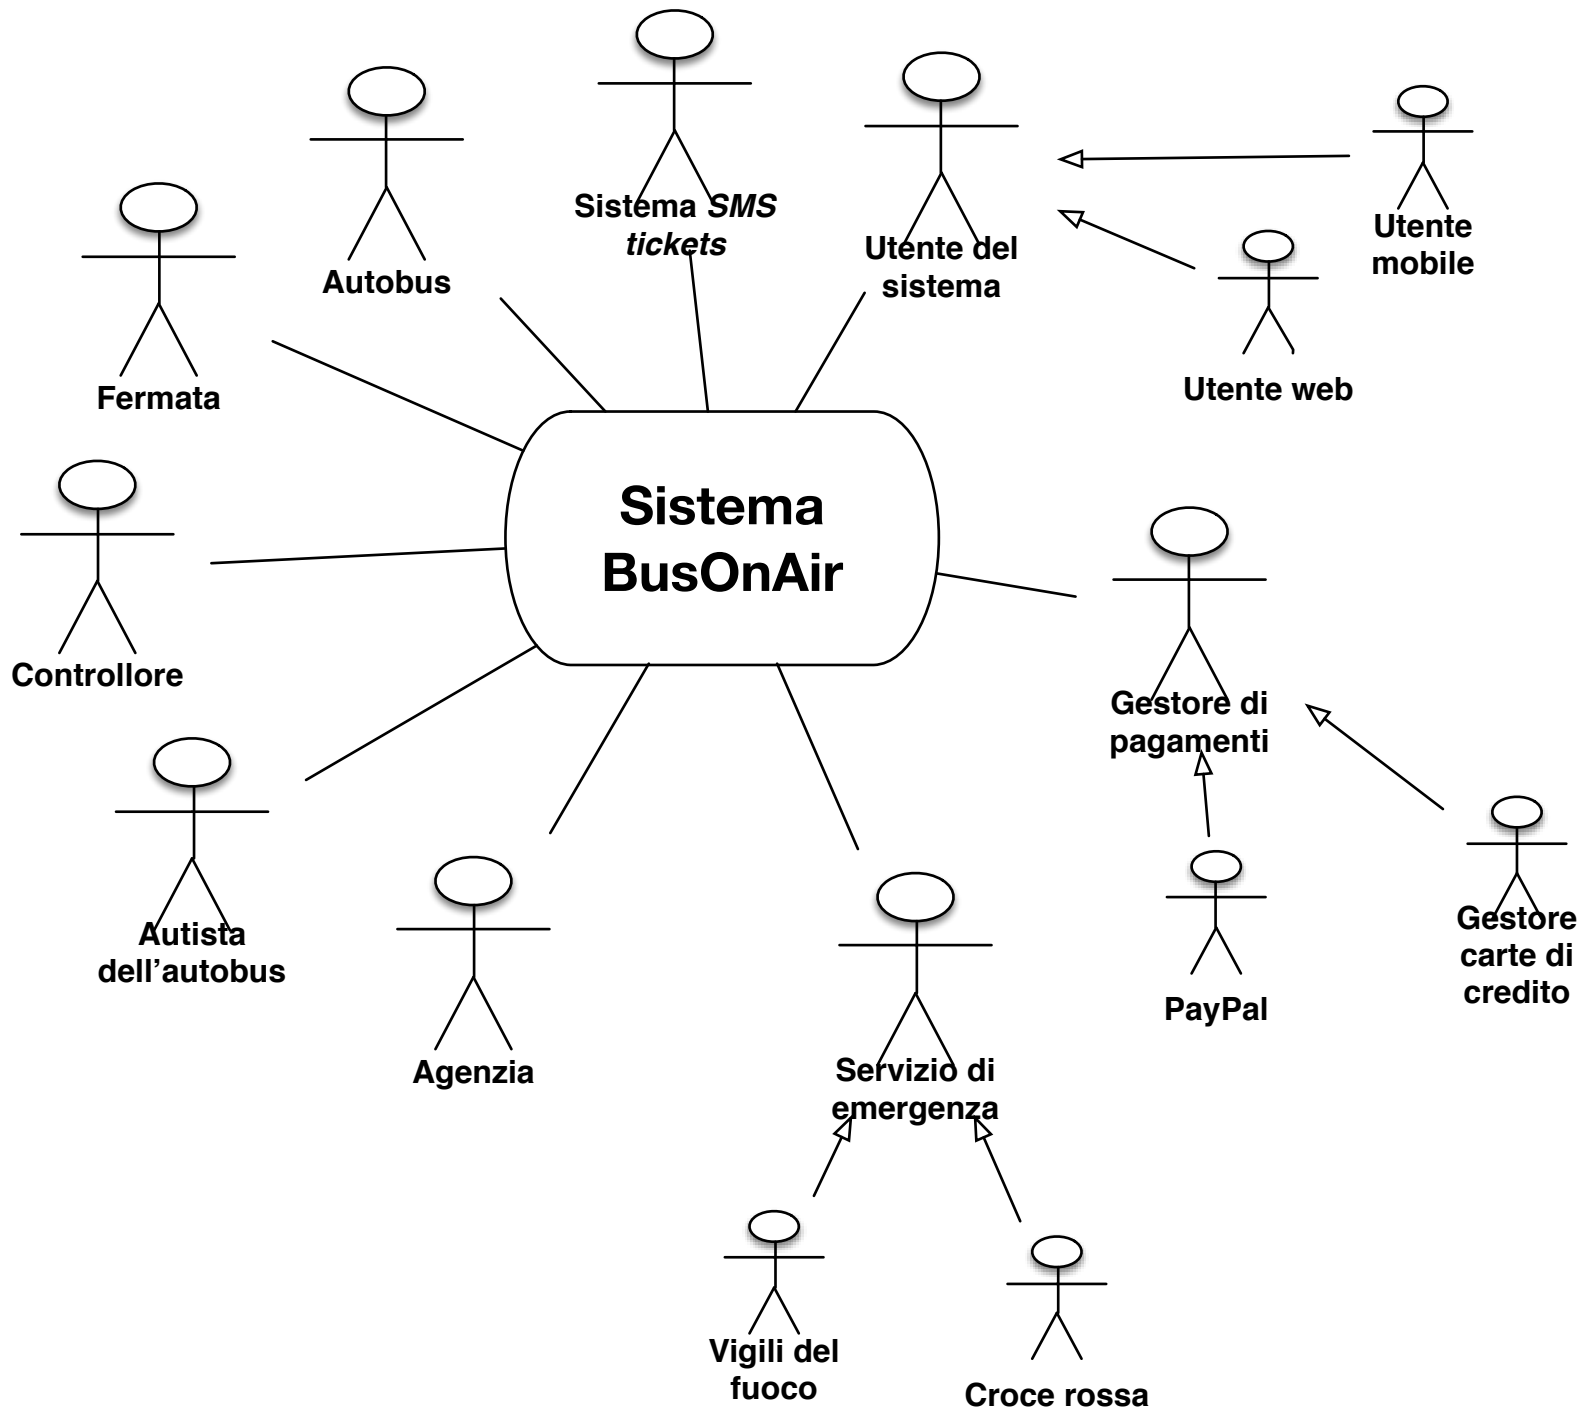 Sistema SMS
tickets
Utente del
sistema
Utente
mobile
Autobus
Utente web
Fermata
Sistema
BusOnAir
Controllore
Gestore di
pagamenti
Autista
dell'autobus
Gestore
carte di
credito
PayPal
Agenzia
Servizio di
emergenza
Vigili del
fuoco
Croce rossa